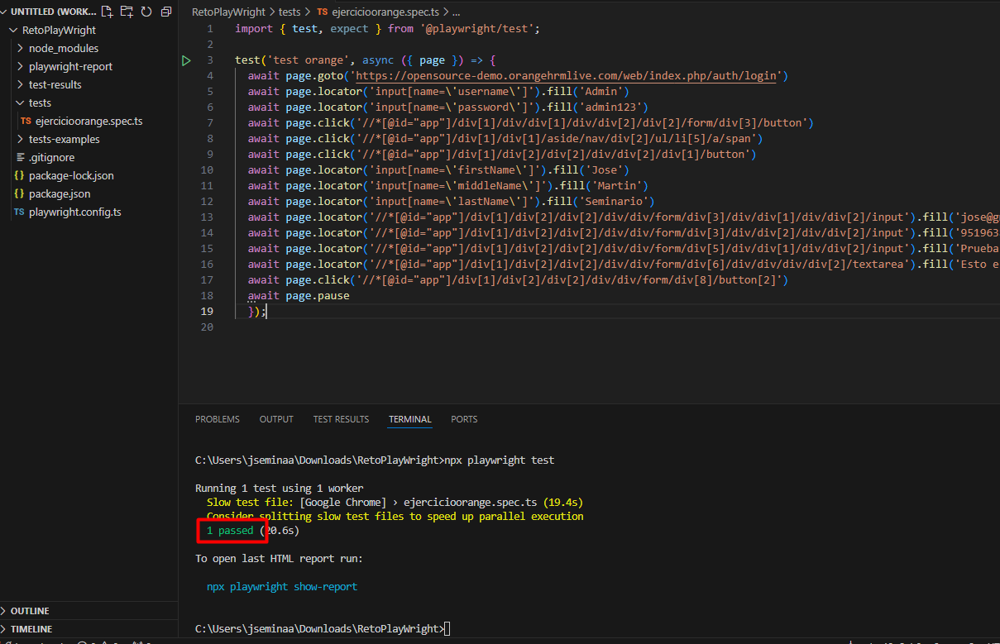 UNTITLED (WORK...
RetoPlayWright
node_modules
playwright-report
test-results
tests
TS ejercicioorange.spec.ts
tests-examples
.gitignore
{} package-lock.json
{} package.json
TS playwright.config.ts
OUTLINE
TIMELINE
RetoPlayWright > tests > TS ejercicioorange.spec.ts > ...
1 import { test, expect } from '@playwright/test';
2
3 test('test orange', async ({ page }) => {
4 await page.goto('https://opensource-demo.orangehrmlive.com/web/index.php/auth/login')
5 await page.locator('input[name=\'username\']').fill('Admin')
6 await page.locator('input[name=\'password\']').fill('admin123')
7 await page.click('//*[@id="app"]/div[1]/div/div[1]/div/div[2]/div[2]/form/div[3]/button')
8 await page.click('//*[@id="app"]/div[1]/div[1]/aside/nav/div[2]/ul/li[5]/a/span')
9 await page.click('//*[@id="app"]/div[1]/div[2]/div[2]/div/div[2]/div[1]/button')
10 await page.locator('input[name=\'firstName\']').fill('Jose')
11 await page.locator('input[name=\'middleName\']').fill('Martin')
12 await page.locator('input[name=\'lastName\']').fill('Seminario')
13 await page.locator('//*[@id="app"]/div[1]/div[2]/div[2]/div/div/form/div[3]/div/div[1]/div/div[2]/input').fill('jose@g
14 await page.locator('//*[@id="app"]/div[1]/div[2]/div[2]/div/div/form/div[3]/div/div[2]/div/div[2]/input').fill('951963
15 await page.locator('//*[@id="app"]/div[1]/div[2]/div[2]/div/div/form/div[5]/div/div[1]/div/div[2]/input').fill('Prueba
16 await page.locator('//*[@id="app"]/div[1]/div[2]/div[2]/div/div/form/div[6]/div/div/div/div[2]/textarea').fill('Esto e
17 await page.click('//*[@id="app"]/div[1]/div[2]/div[2]/div/div/form/div[8]/button[2]')
18 await page.pause
19 });
20
PROBLEMS OUTPUT TEST RESULTS TERMINAL PORTS
C:\Users\jseminaa\Downloads\RetoPlayWright>npx playwright test
Running 1 test using 1 worker
Slow test file: [Google Chrome] › ejercicioorange.spec.ts (19.4s)
Consider splitting slow test files to speed up parallel execution
1 passed (20.6s)
To open last HTML report run:
npx playwright show-report
C:\Users\jseminaa\Downloads\RetoPlayWright>